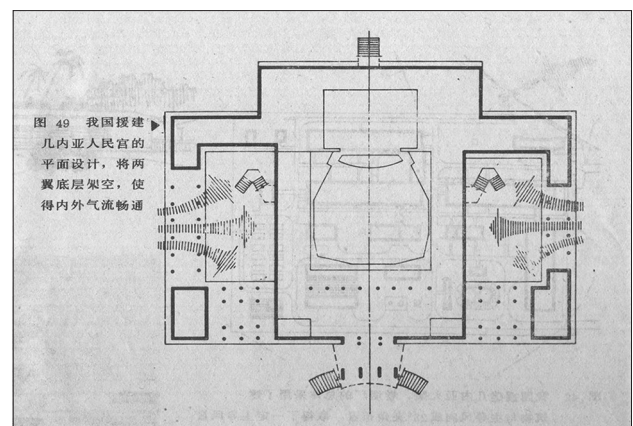 图 49 我国援建
几内亚人民宫的
平面设计，将两
翼底层架空，使
得内外气流畅通